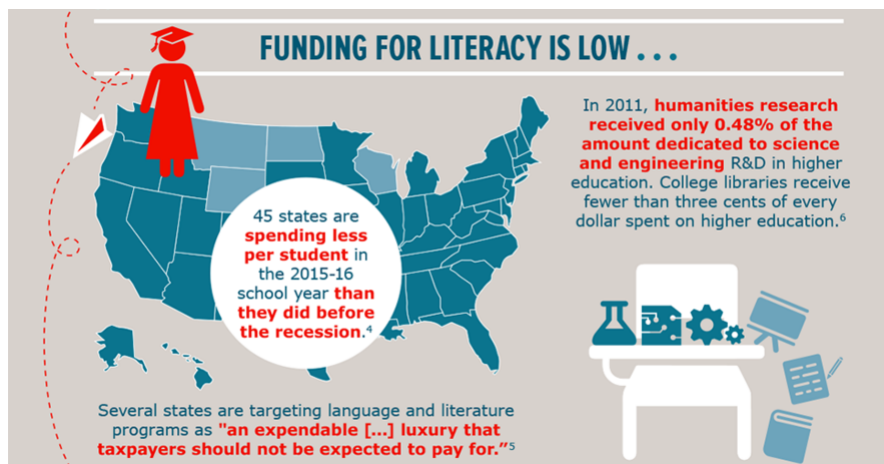 FUNDING FOR LITERACY IS LOW . . .
In 2011, humanities research
received only 0.48% of the
amount dedicated to science
and engineering R&D in higher
education. College libraries receive
fewer than three cents of every
dollar spent on higher education.⁶
45 states are
spending less
per student in
the 2015-16
school year than
they did before
the recession.⁴
Several states are targeting language and literature
programs as "an expendable [...] luxury that
taxpayers should not be expected to pay for."⁵